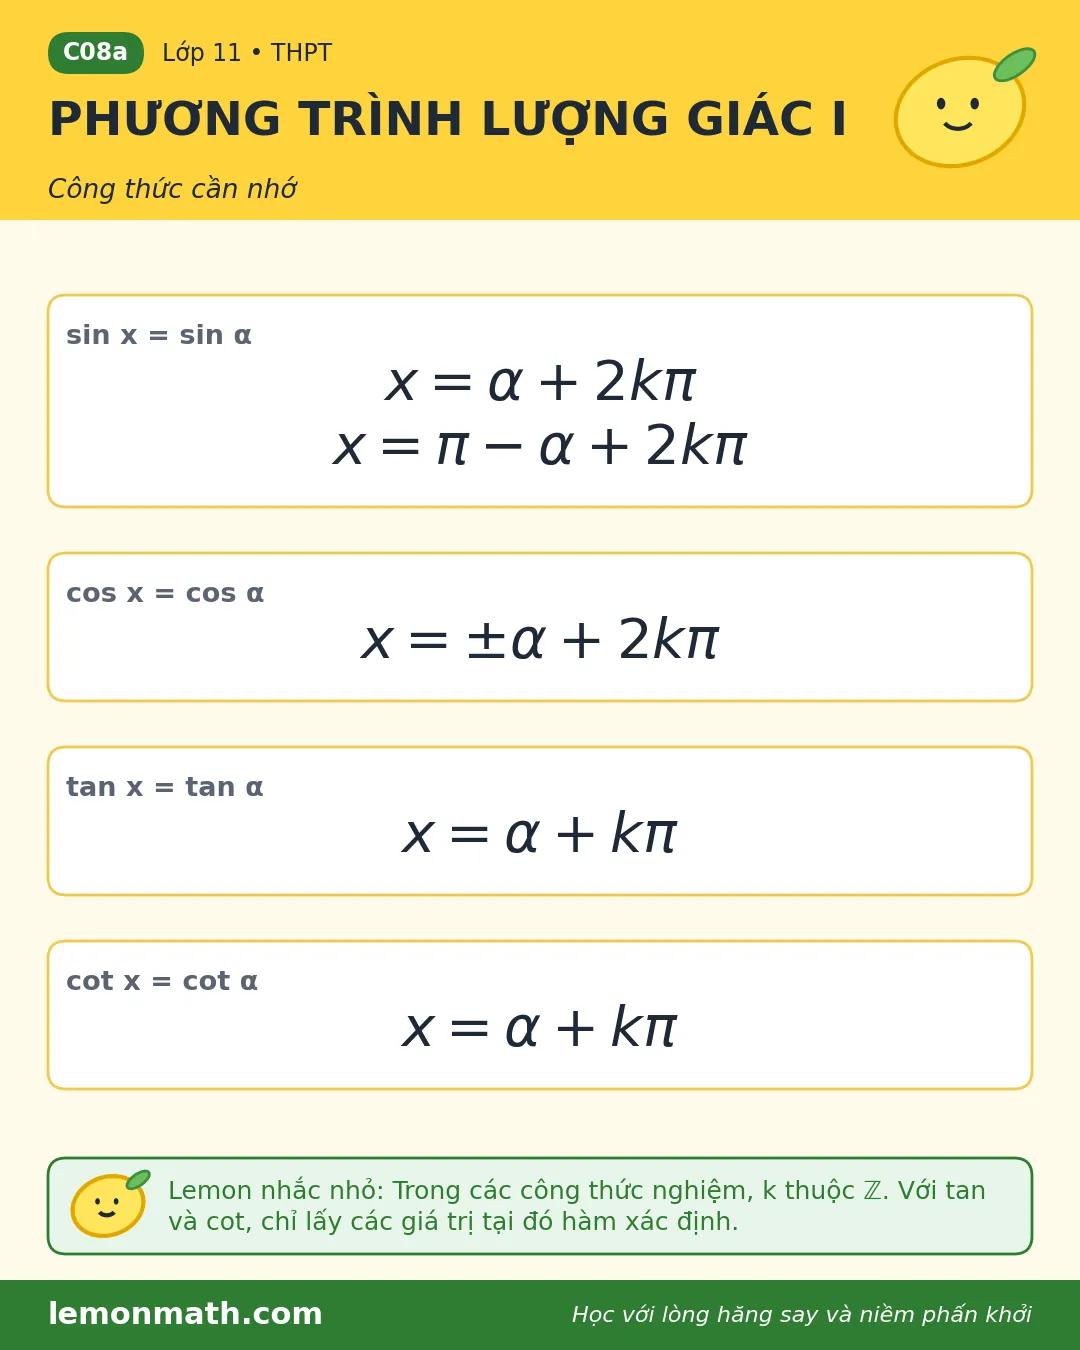 C08a Lớp 11 • THPT
PHƯƠNG TRÌNH LƯỢNG GIÁC I
Công thức cần nhớ
sin x = sin α
x = α + 2kπ
x = π − α + 2kπ
cos x = cos α
x = ±α + 2kπ
tan x = tan α
x = α + kπ
cot x = cot α
x = α + kπ
Lemon nhắc nhỏ: Trong các công thức nghiệm, k thuộc ℤ. Với tan
và cot, chỉ lấy các giá trị tại đó hàm xác định.
lemonmath.com Học với lòng hăng say và niềm phấn khởi